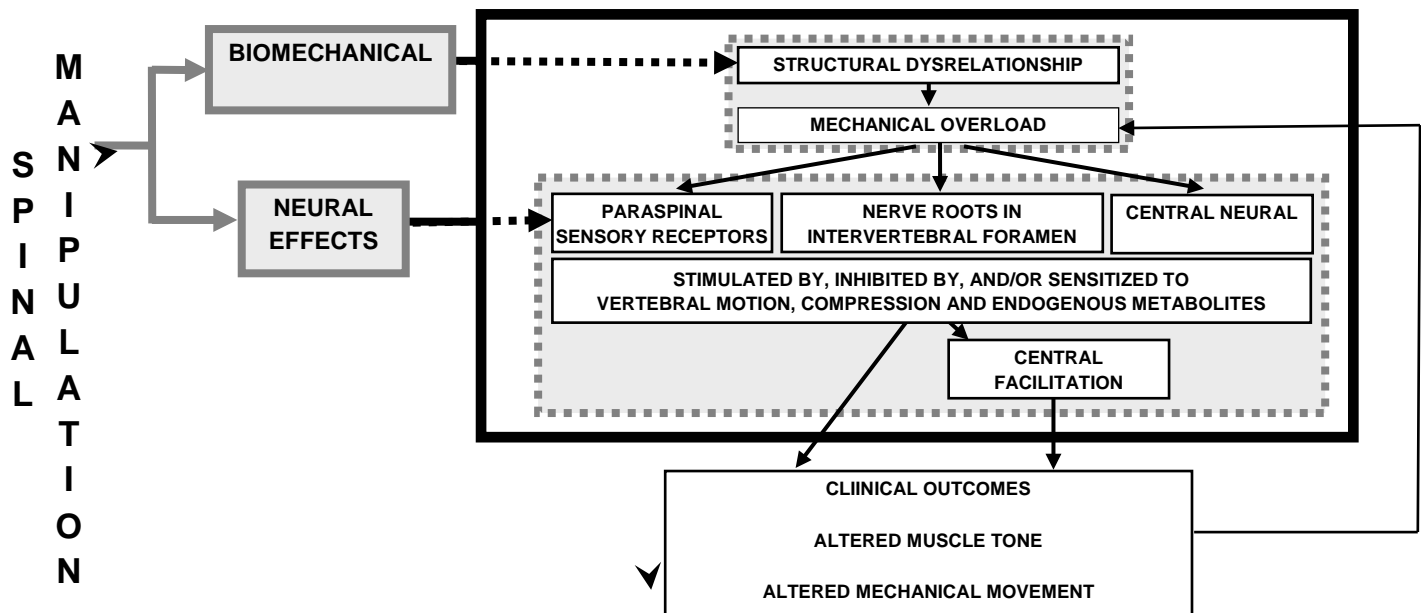 SPINAL
MANIPULATION
BIOMECHANICAL
NEURAL
EFFECTS
STRUCTURAL DYSRELATIONSHIP
MECHANICAL OVERLOAD
PARASPINAL
SENSORY RECEPTORS
NERVE ROOTS IN
INTERVERTEBRAL FORAMEN
CENTRAL NEURAL
STIMULATED BY, INHIBITED BY, AND/OR SENSITIZED TO
VERTEBRAL MOTION, COMPRESSION AND ENDOGENOUS METABOLITES
CENTRAL
FACILITATION
CLIINICAL OUTCOMES
ALTERED MUSCLE TONE
ALTERED MECHANICAL MOVEMENT